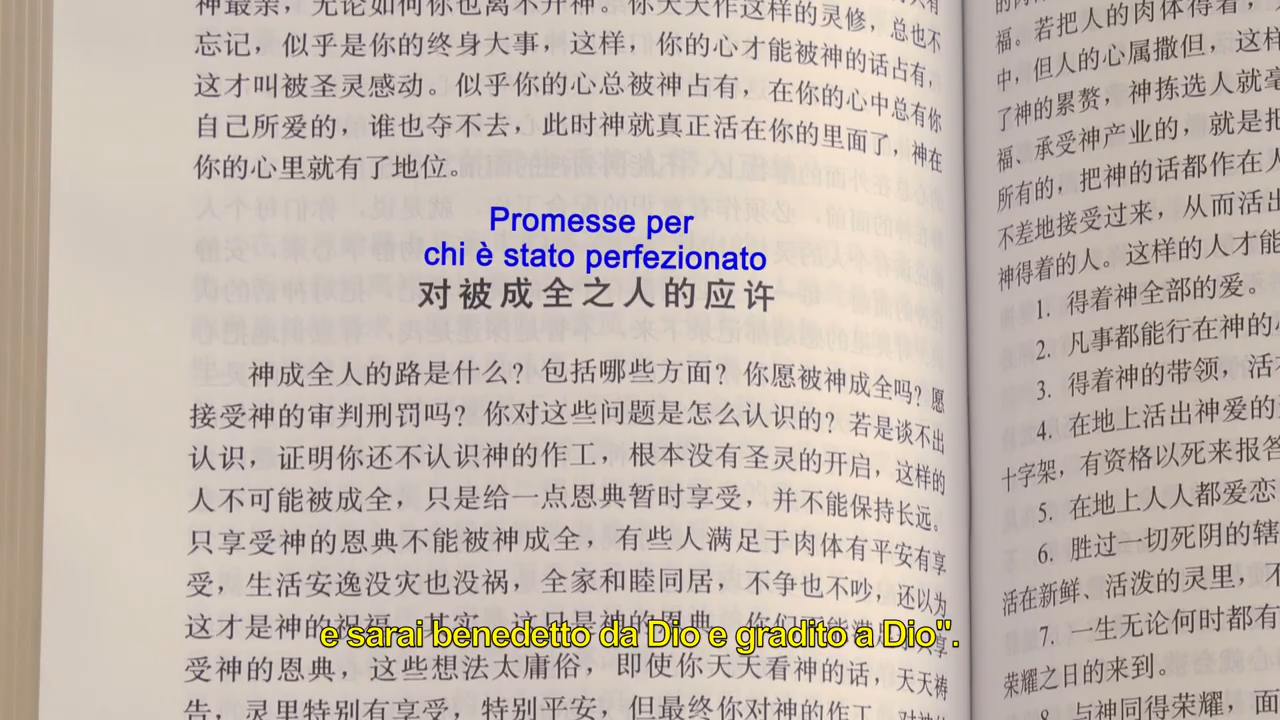 神最亲，无论如何你也离不开神。你天天作这样的灵修，总也不
忘记，似乎是你的终身大事，这样，你的心才能被神的话占有，
这才叫被圣灵感动。似乎你的心总被神占有，在你的心中总有你
自己所爱的，谁也夺不去，此时神就真正活在你的里面了，神在
你的心里就有了地位。
Promesse per
chi è stato perfezionato
对被成全之人的应许
神成全人的路是什么？包括哪些方面？你愿被神成全吗？愿
接受神的审判刑罚吗？你对这些问题是怎么认识的？若是谈不出
认识，证明你还不认识神的作工，根本没有圣灵的开启，这样的
人不可能被成全，只是给一点恩典暂时享受，并不能保持长远。
只享受神的恩典不能被神成全，有些人满足于肉体有平安有享
受，生活安逸没灾也没祸，全家和睦同居，不争也不吵，还以为
这才是神的祝福，其实，这只是神的恩典。你们
e sarai benedetto da Dio e gradito a Dio".
受神的恩典，这些想法太庸俗，即使你天天看神的话，天天祷
告，灵里特别有享受，特别平安，但最终你对神的作工
福。若把人的肉体得着，
中，但人的心属撒但，这样
了神的累赘，神拣选人就毫
福、承受神产业的，就是把
所有的，把神的话都作在人
不差地接受过来，从而活出
神得着的人。这样的人才能
1. 得着神全部的爱。
2. 凡事都能行在神的心
3. 得着神的带领，活
4. 在地上活出神爱的
十字架，有资格以死来报答
5. 在地上人人都爱恋
6. 胜过一切死阴的辖
活在新鲜、活泼的灵里，不
7. 一生无论何时都有
荣耀之日的来到。
8. 与神同得荣耀，面